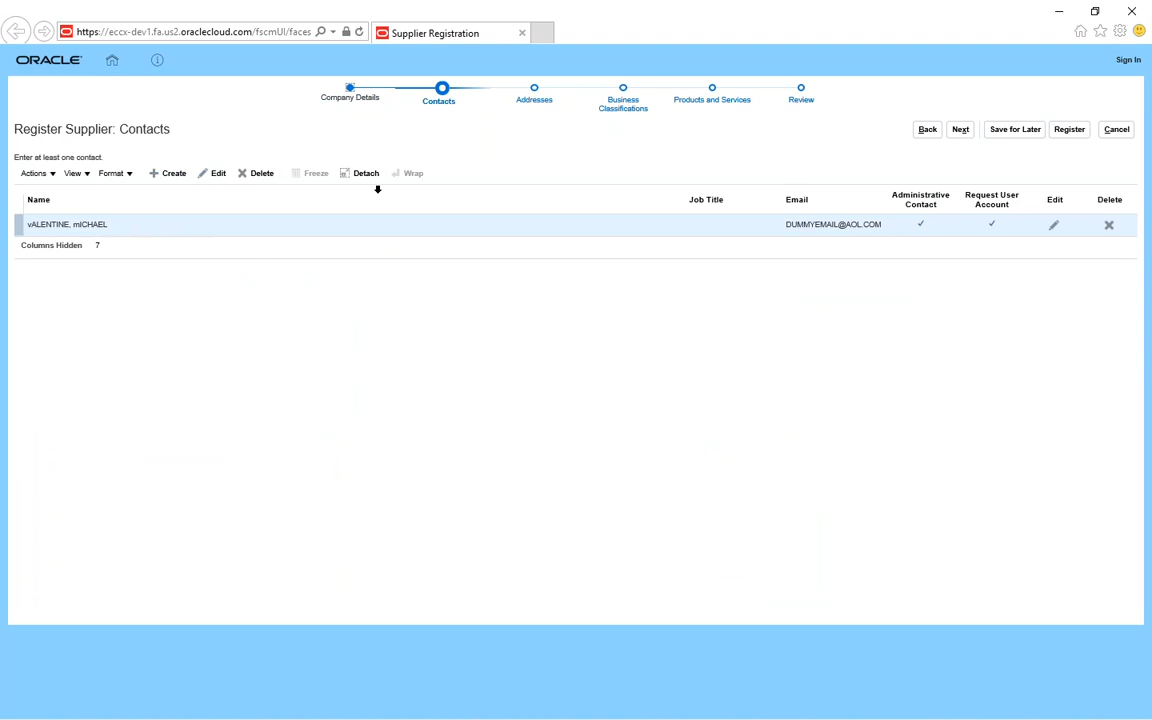 https://eccx-dev1.fa.us2.oraclecloud.com/fscmUI/faces
Supplier Registration
ORACLE
Sign In
Company Details
Contacts
Addresses
Business Classifications
Products and Services
Review
Register Supplier: Contacts
Back
Next
Save for Later
Register
Cancel
Enter at least one contact.
Actions View Format Create Edit Delete Freeze Detach Wrap
Name Job Title Email Administrative Contact Request User Account Edit Delete
vALENTINE, mICHAEL DUMMYEMAIL@AOL.COM
Columns Hidden 7